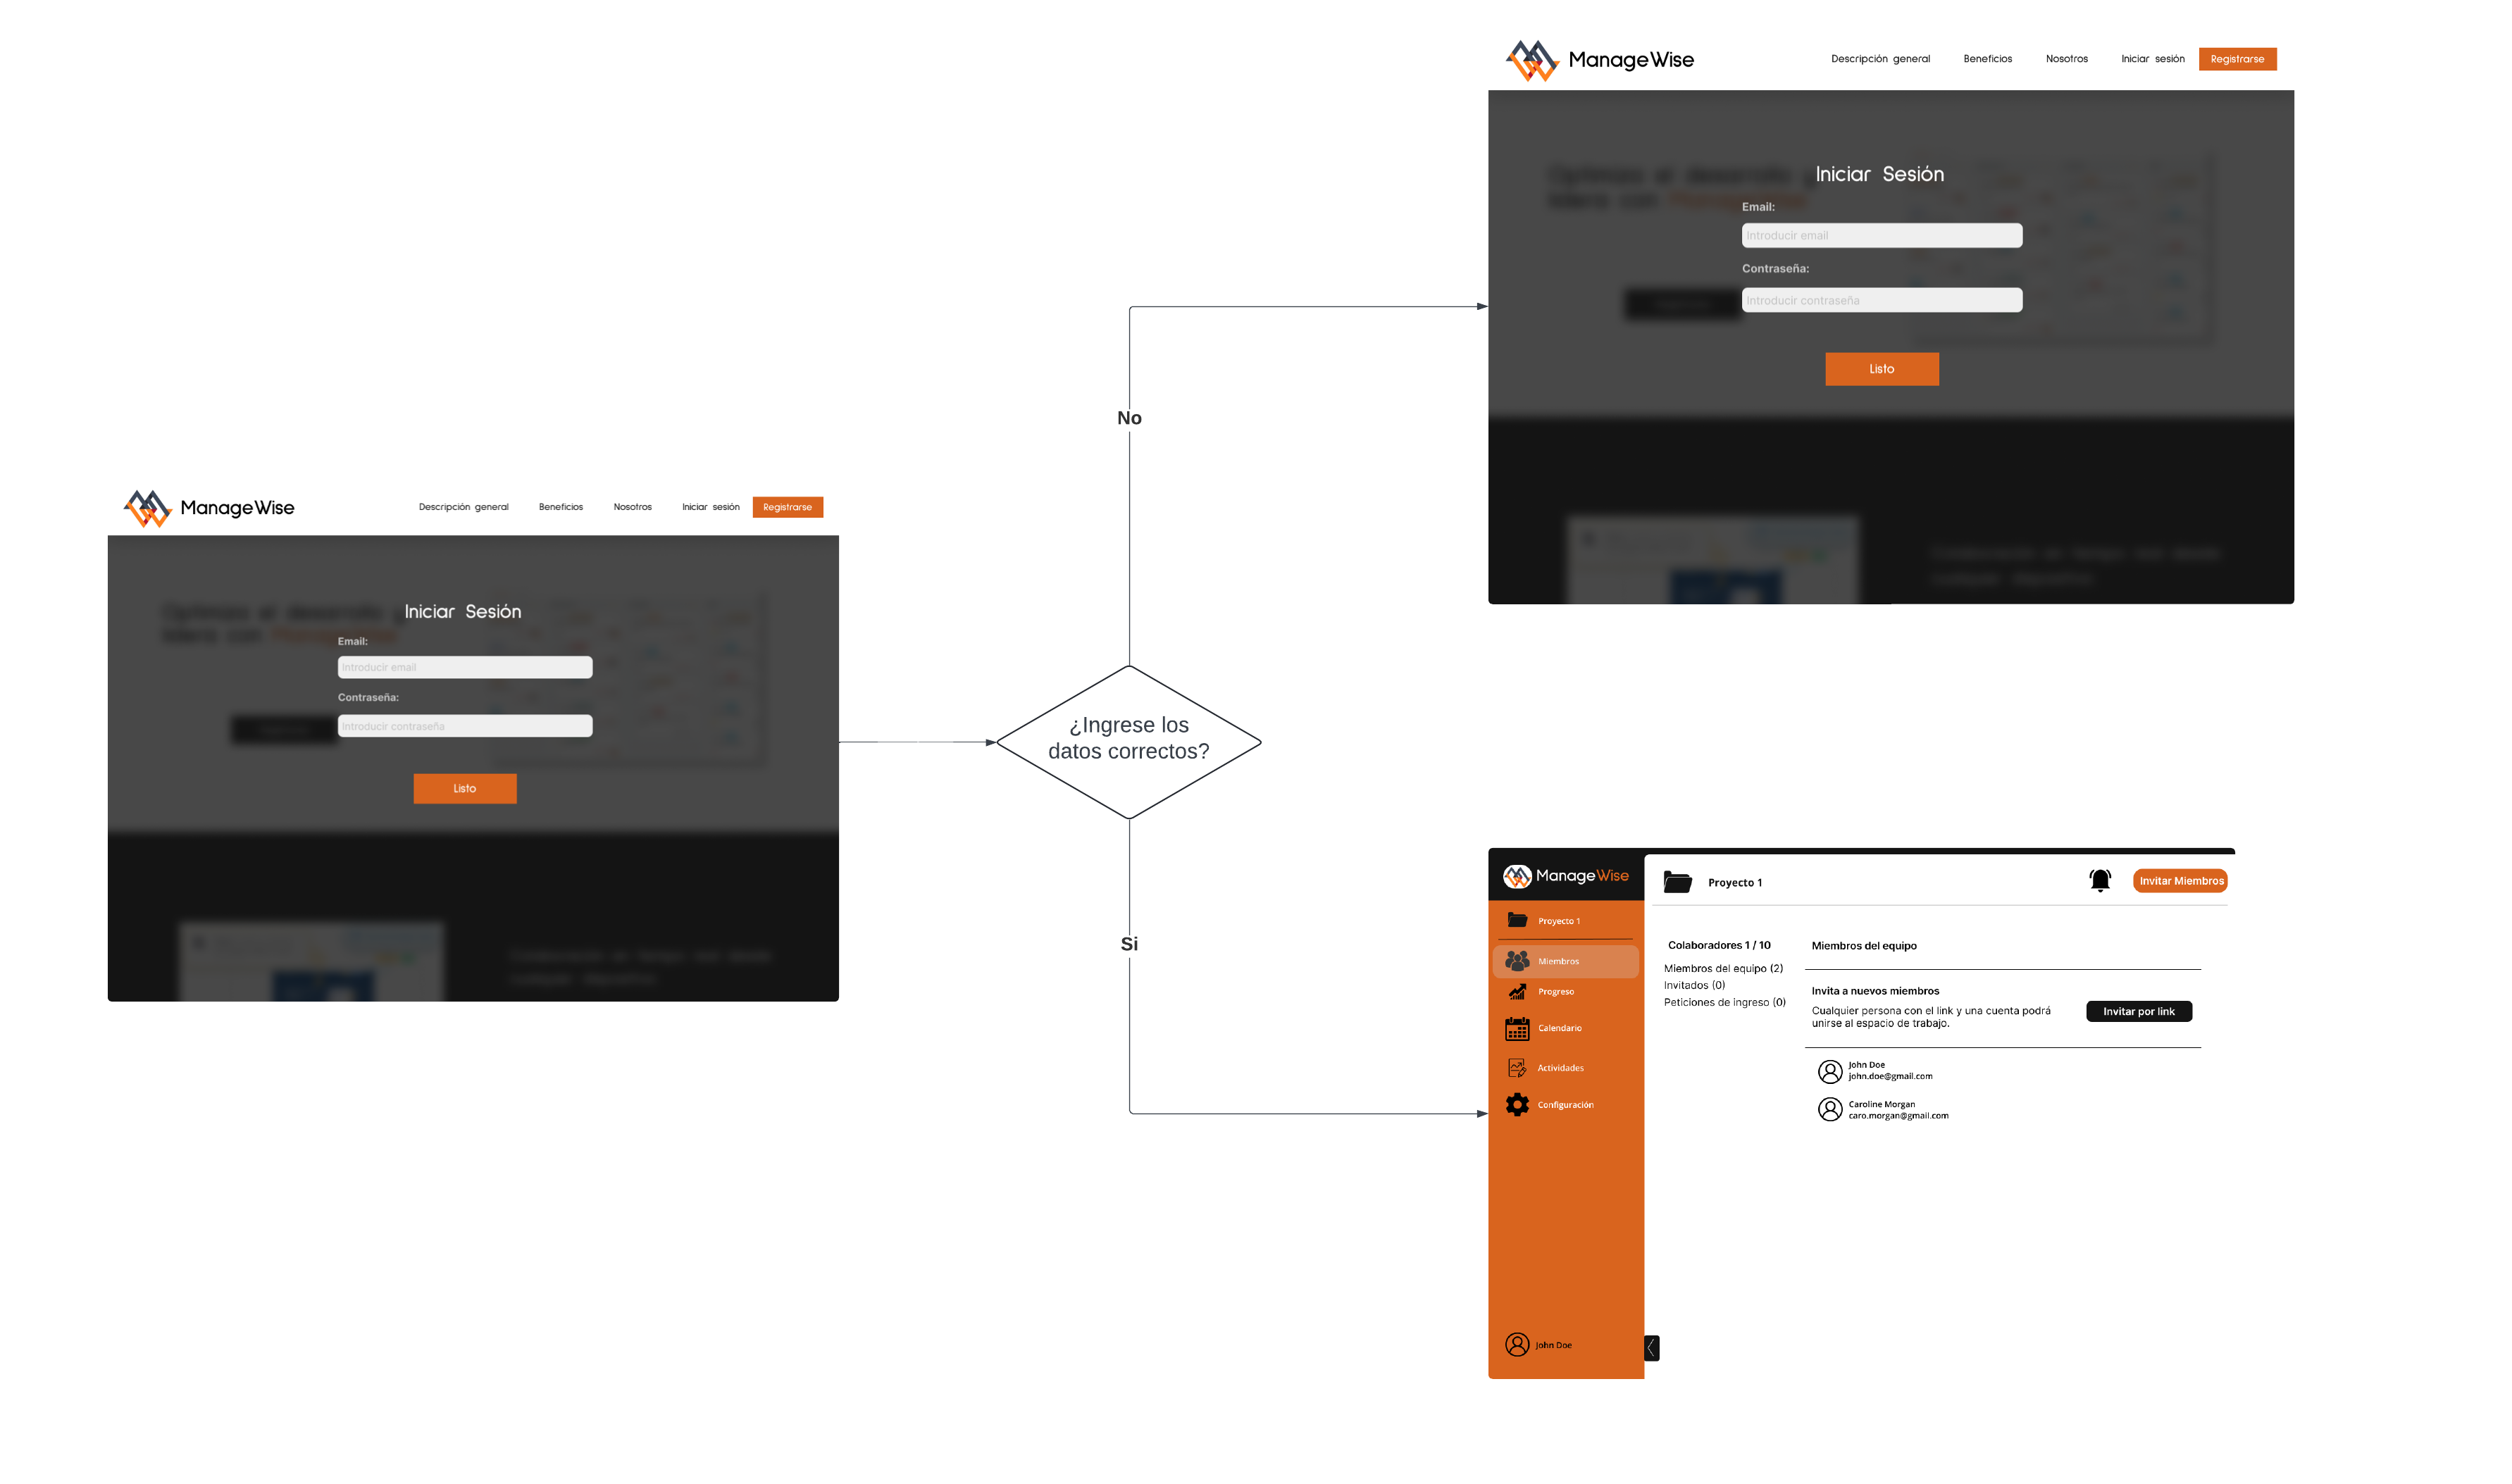 ManageWise
Descripción general
Beneficios
Nosotros
Iniciar sesión
Registrarse
Iniciar Sesión
Email:
Introducir email
Contraseña:
Introducir contraseña
Listo
¿Ingrese los
datos correctos?
No
Si
ManageWise
Descripción general
Beneficios
Nosotros
Iniciar sesión
Registrarse
Iniciar Sesión
Email:
Introducir email
Contraseña:
Introducir contraseña
Listo
ManageWise
Proyecto 1
Miembros
Progreso
Calendario
Actividades
Configuración
John Doe
Proyecto 1
Invitar Miembros
Colaboradores 1 / 10
Miembros del equipo (2)
Invitados (0)
Peticiones de ingreso (0)
Miembros del equipo
Invita a nuevos miembros
Cualquier persona con el link y una cuenta podrá
unirse al espacio de trabajo.
Invitar por link
John Doe
john.doe@gmail.com
Caroline Morgan
caro.morgan@gmail.com